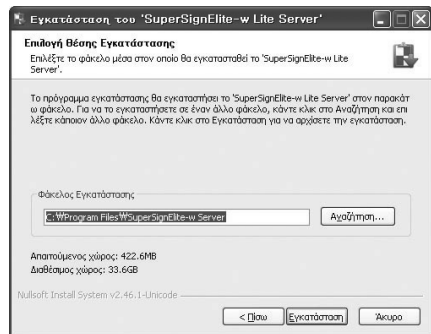 Εγκατάσταση του 'SuperSignElite-w Lite Server'
Επιλογή Θέσης Εγκατάστασης
Επιλέξτε το φάκελο μέσα στον οποίο θα εγκατασταθεί το 'SuperSignElite-w Lite
Server'.
Το πρόγραμμα εγκατάστασης θα εγκαταστήσει το 'SuperSignElite-w Lite Server' στον παρακάτ
ω φάκελο. Για να το εγκαταστήσετε σε έναν άλλο φάκελο, κάντε κλικ στο Αναζήτηση και επι
λέξτε κάποιον άλλο φάκελο. Κάντε κλικ στο Εγκατάσταση για να αρχίσετε την εγκατάσταση.
Φάκελος Εγκατάστασης
C:₩Program Files₩SuperSignElite-w Server
Αναζήτηση...
Απαιτούμενος χώρος: 422.6MB
Διαθέσιμος χώρος: 33.6GB
Nullsoft Install System v2.46.1-Unicode
< Πίσω
Εγκατάσταση
Άκυρο